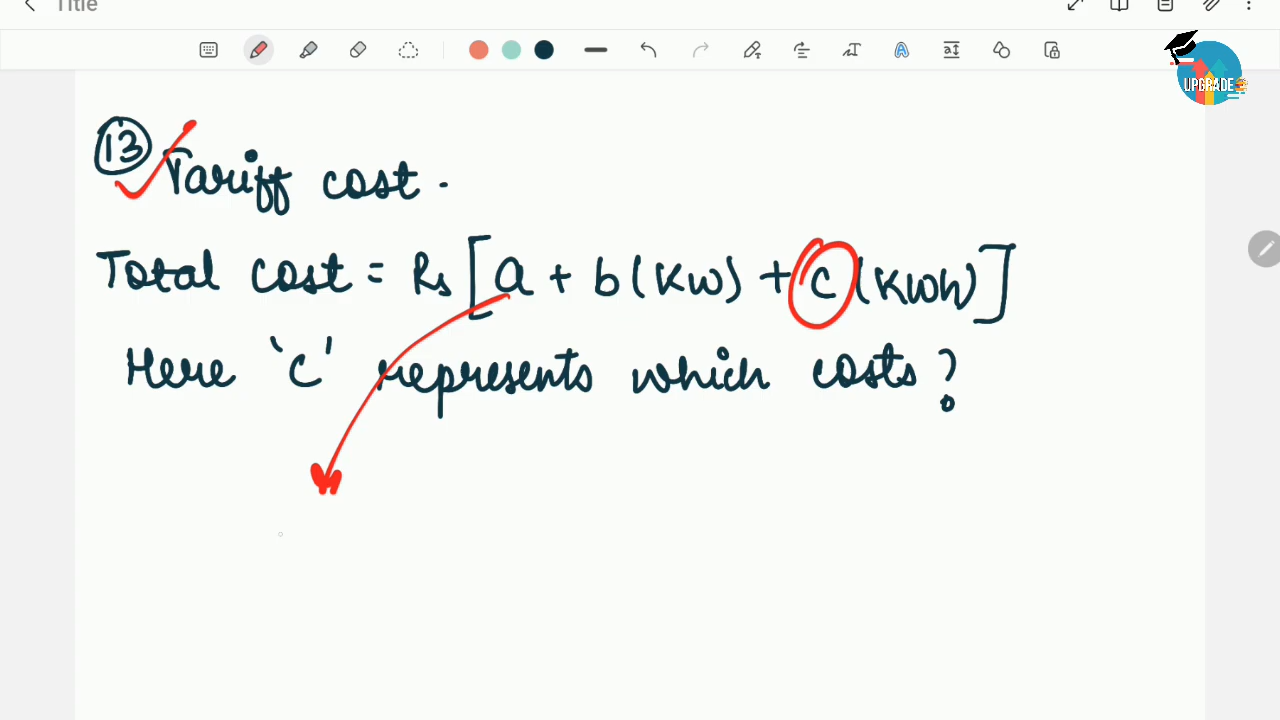 Title
UPGRADE
13 Tariff cost.
Total cost = Rs [a + b (KW) + c (KWh)]
Here 'c' represents which costs?